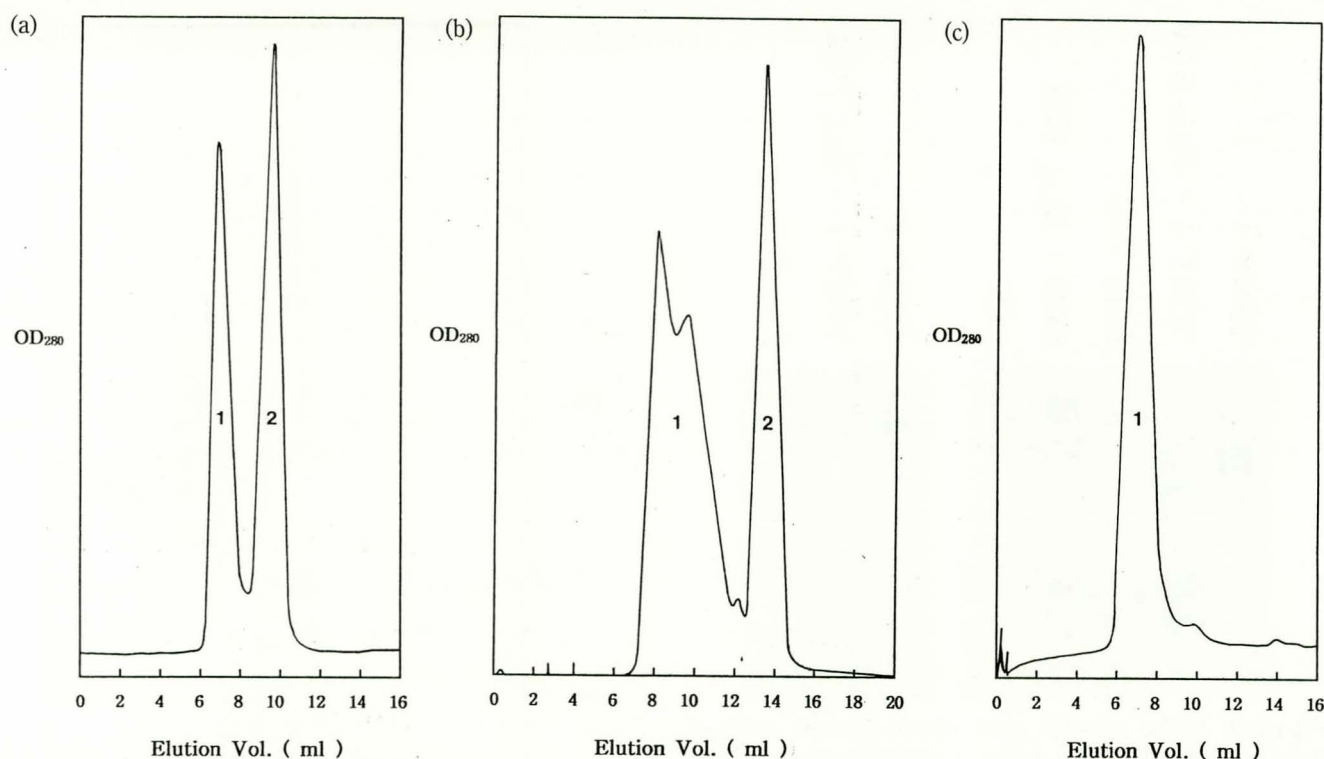 (a)
OD280
1
2
0 2 4 6 8 10 12 14 16
Elution Vol. ( ml )
(b)
OD280
1
2
0 2 4 6 8 10 12 14 16 18 20
Elution Vol. ( ml )
(c)
OD280
1
0 2 4 6 8 10 12 14 16
Elution Vol. ( ml )